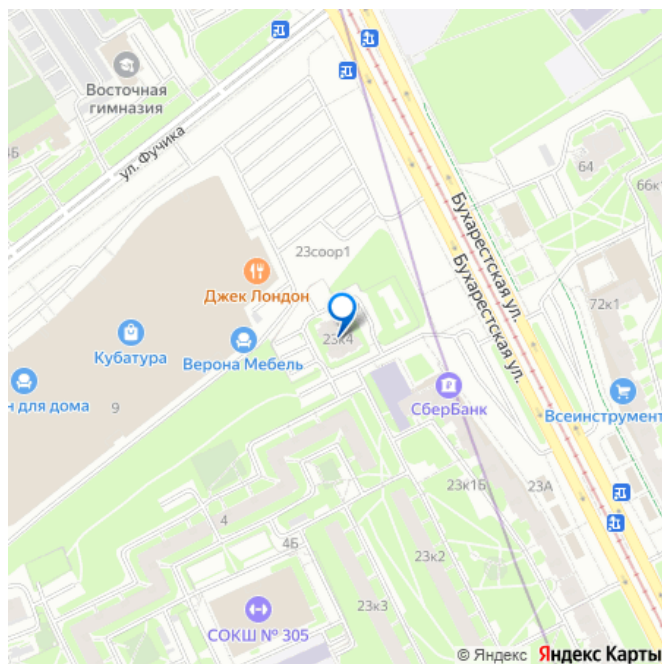 Восточная
гимназия
4Б
ул. Фучика
64
66к1
Бухарестская ул.
Бухарестская ул.
23соор1
Джек Лондон
72к1
23к4
Кубатура
Верона Мебель
н для дома
9
СберБанк
Всеинструмент
23к1Б
23А
4
4Б
23к2
23к3
СОКШ № 305
© Яндекс Яндекс Карты